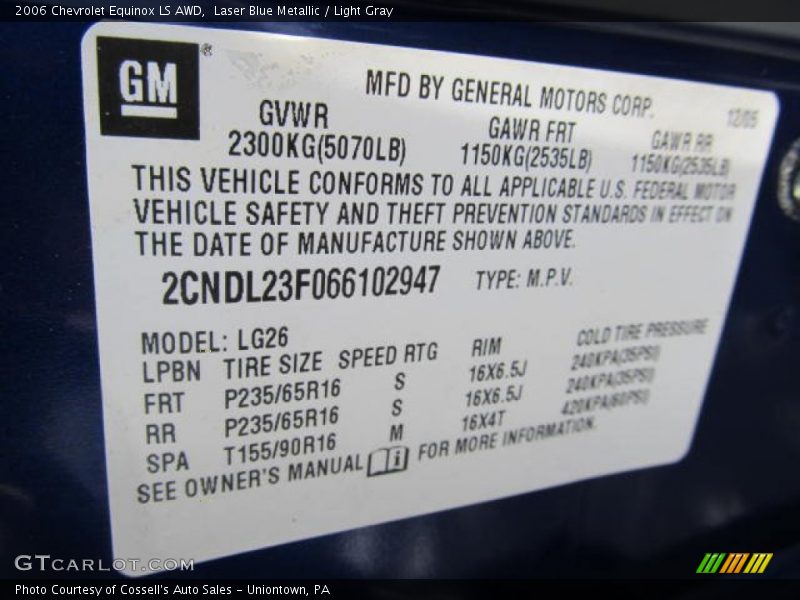 2006 Chevrolet Equinox LS AWD,  Laser Blue Metallic / Light Gray
GM ®
MFD BY GENERAL MOTORS CORP. 12/05
GVWR GAWR FRT GAWR RR
2300KG(5070LB) 1150KG(2535LB) 1150KG(2535LB)
THIS VEHICLE CONFORMS TO ALL APPLICABLE U.S. FEDERAL MOTOR
VEHICLE SAFETY AND THEFT PREVENTION STANDARDS IN EFFECT ON
THE DATE OF MANUFACTURE SHOWN ABOVE.
2CNDL23F066102947 TYPE: M.P.V.
MODEL: LG26
LPBN TIRE SIZE SPEED RTG RIM COLD TIRE PRESSURE
FRT P235/65R16 S 16X6.5J 240KPA(35PSI)
RR P235/65R16 S 16X6.5J 240KPA(35PSI)
SPA T155/90R16 M 16X4T 420KPA(60PSI)
SEE OWNER'S MANUAL i FOR MORE INFORMATION.
GTCARLOT.COM
Photo Courtesy of Cossell's Auto Sales - Uniontown, PA